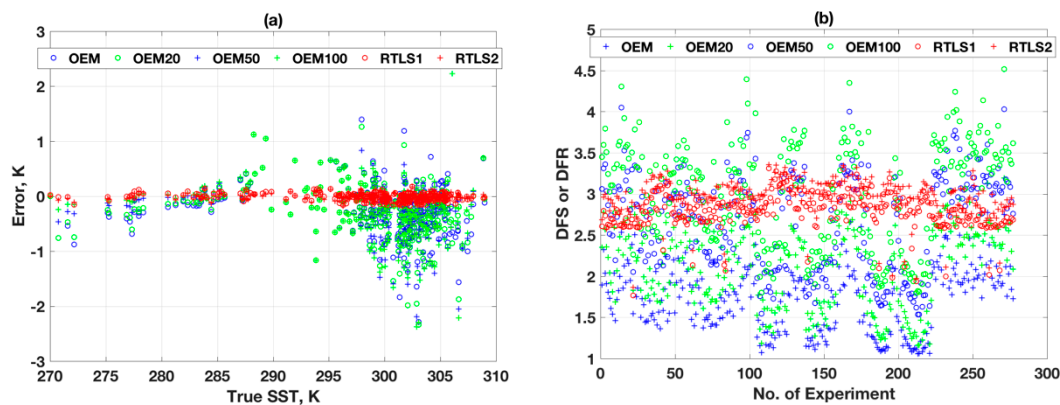 (a)
3
2
1
0
-1
-2
-3
Error, K
OEM OEM20 OEM50 OEM100 RTLS1 RTLS2
270 275 280 285 290 295 300 305 310
True SST, K
(b)
5
4.5
4
3.5
3
2.5
2
1.5
1
DFS or DFR
OEM OEM20 OEM50 OEM100 RTLS1 RTLS2
0 50 100 150 200 250 300
No. of Experiment